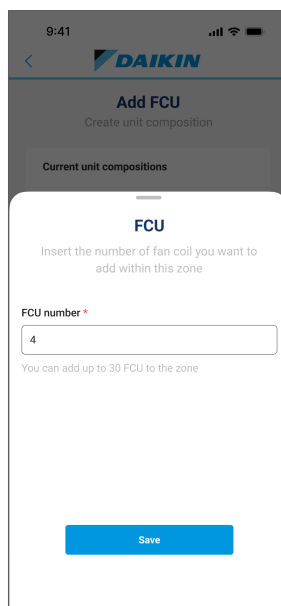 9:41
DAIKIN
Add FCU
Create unit composition
Current unit compositions
FCU
Insert the number of fan coil you want to
add within this zone
FCU number *
4
You can add up to 30 FCU to the zone
Save